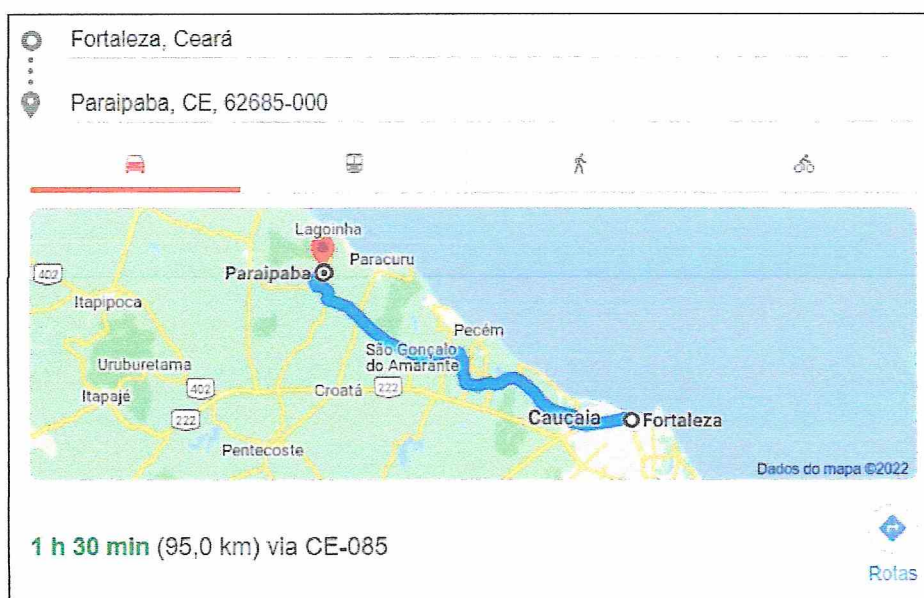 Fortaleza, Ceará
Paraipaba, CE, 62685-000
Lagoinha
402
Paraipaba
Paracuru
Itapipoca
Pecém
São Gonçalo
do Amarante
Uruburetama
402
Croatá
222
Itapajé
222
Caucaia
Fortaleza
Pentecoste
Dados do mapa ©2022
1 h 30 min (95,0 km) via CE-085
Rotas